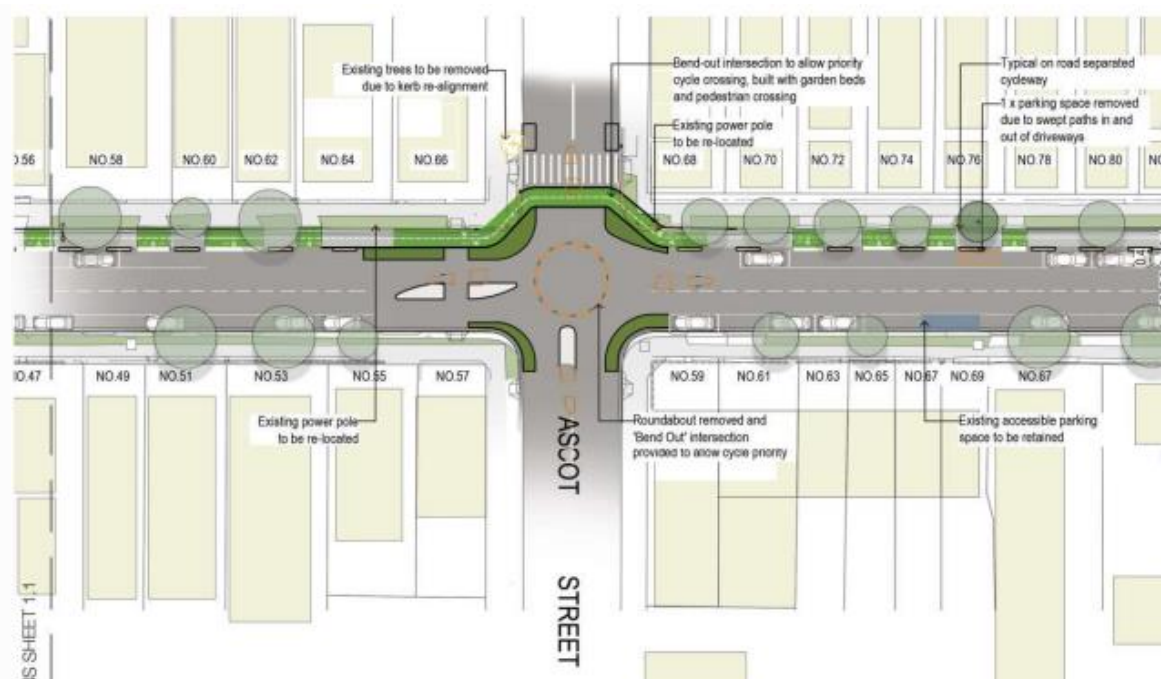 Existing trees to be removed
due to kerb re-alignment
Bend-out intersection to allow priority
cycle crossing, built with garden beds
and pedestrian crossing
Existing power pole
to be re-located
Typical on road separated
cycleway
1 x parking space removed
due to swept paths in and
out of driveways
NO.58
NO.60
NO.62
NO.64
NO.66
NO.68
NO.70
NO.72
NO.74
NO.76
NO.78
NO.80
NO.49
NO.51
NO.53
NO.55
NO.57
NO.59
NO.61
NO.63
NO.65
NO.67
NO.69
NO.67
Existing power pole
to be re-located
Roundabout removed and
'Bend Out' intersection
provided to allow cycle priority
Existing accessible parking
space to be retained
ASCOT
STREET
SHEET 1.1